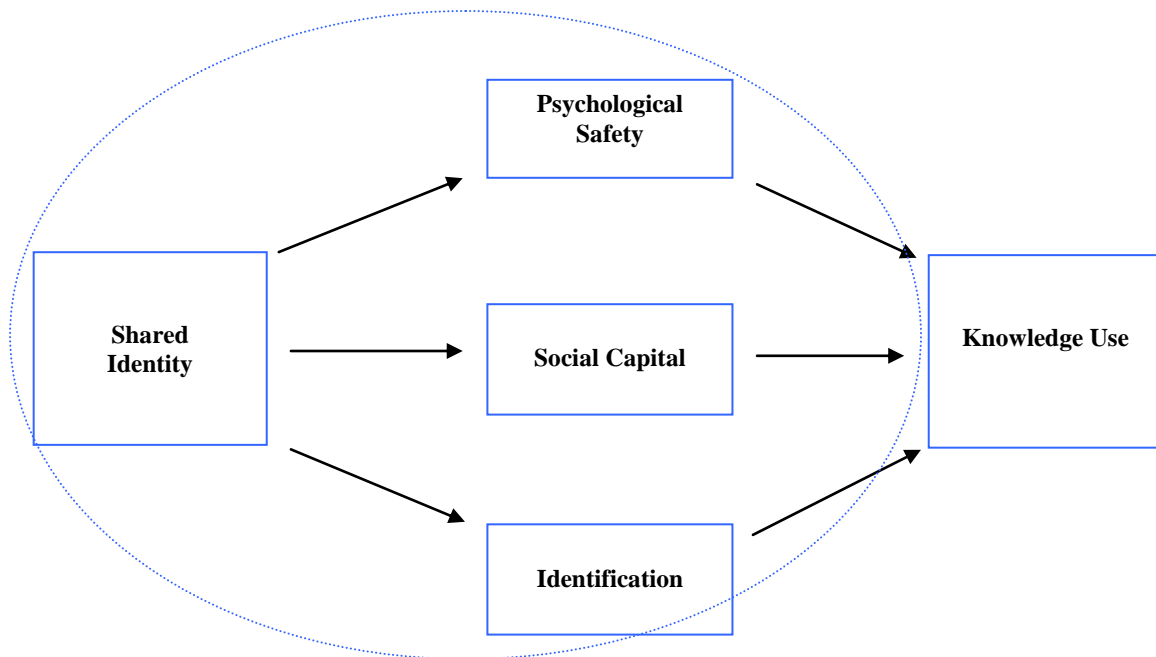 Psychological
Safety
Shared
Identity
Social Capital
Knowledge Use
Identification